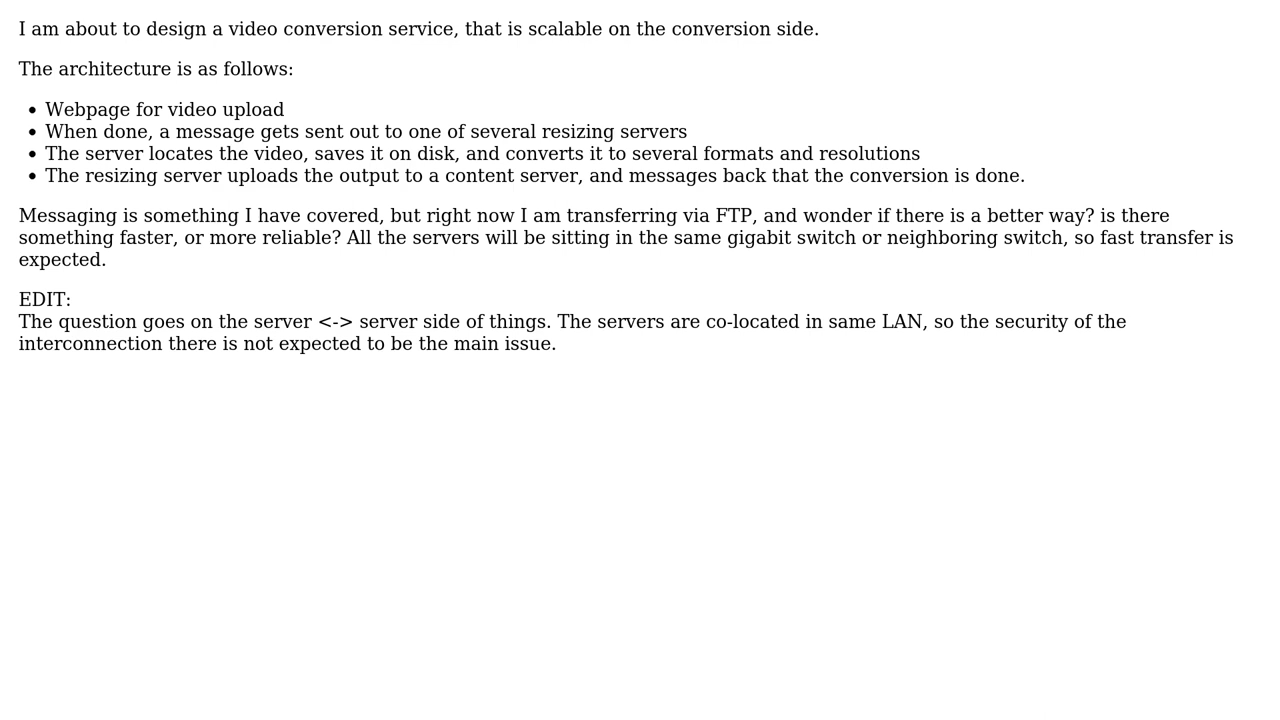 I am about to design a video conversion service, that is scalable on the conversion side.
The architecture is as follows:
• Webpage for video upload
• When done, a message gets sent out to one of several resizing servers
• The server locates the video, saves it on disk, and converts it to several formats and resolutions
• The resizing server uploads the output to a content server, and messages back that the conversion is done.
Messaging is something I have covered, but right now I am transferring via FTP, and wonder if there is a better way? is there
something faster, or more reliable? All the servers will be sitting in the same gigabit switch or neighboring switch, so fast transfer is
expected.
EDIT:
The question goes on the server <-> server side of things. The servers are co-located in same LAN, so the security of the
interconnection there is not expected to be the main issue.